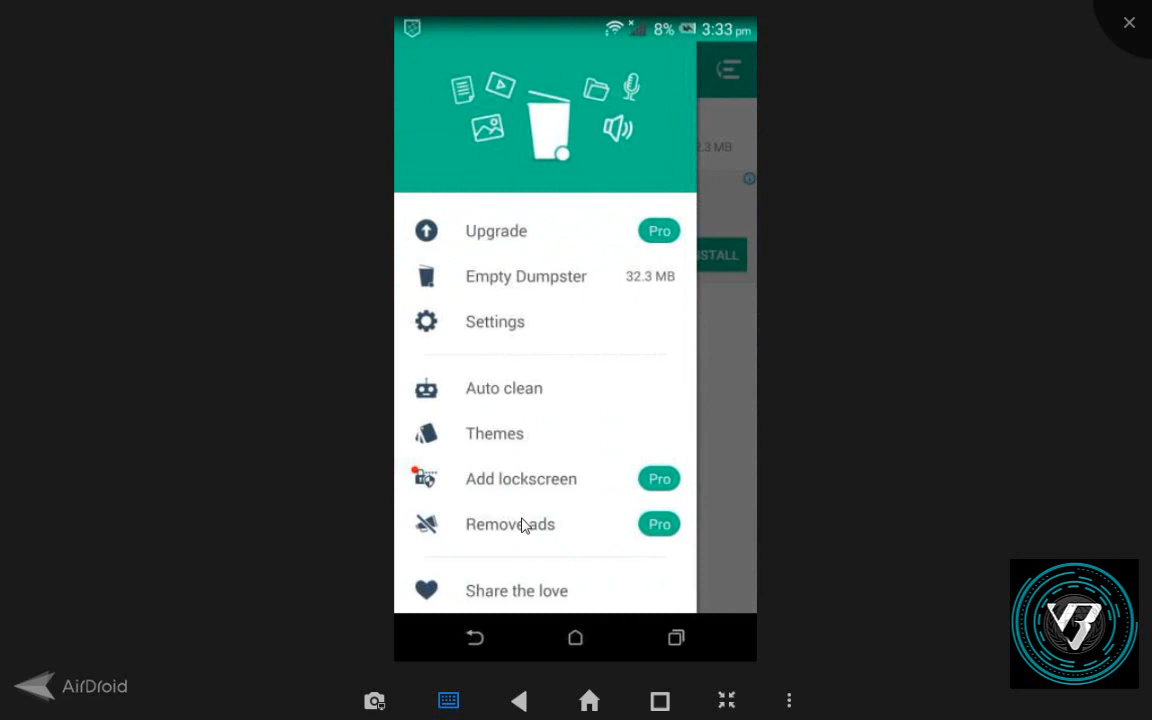 8% 3:33 pm
2.3 MB
Upgrade Pro
Empty Dumpster 32.3 MB
STALL
Settings
Auto clean
Themes
Add lockscreen Pro
Remove ads Pro
Share the love
AirDroid